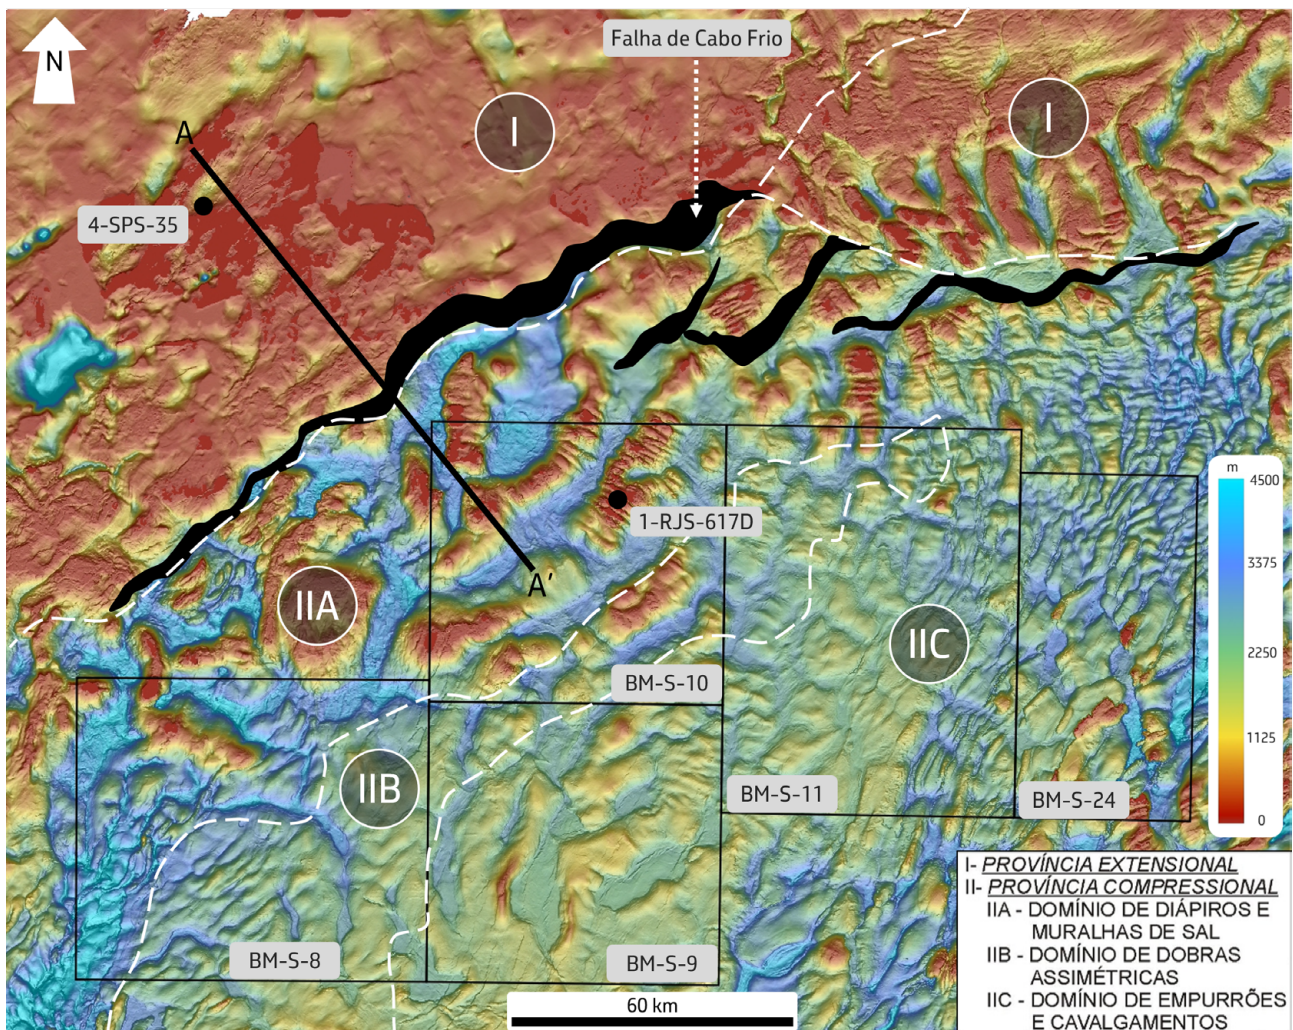 Falha de Cabo Frio
N
A
I
I
4-SPS-35
1-RJS-617D
A'
IIA
IIC
BM-S-10
IIB
BM-S-11
BM-S-24
BM-S-8
BM-S-9
60 km
m
4500
3375
2250
1125
0
I- PROVÍNCIA EXTENSIONAL
II- PROVÍNCIA COMPRESSIONAL
IIA - DOMÍNIO DE DIÁPIROS E
MURALHAS DE SAL
IIB - DOMÍNIO DE DOBRAS
ASSIMÉTRICAS
IIC - DOMÍNIO DE EMPURRÕES
E CAVALGAMENTOS